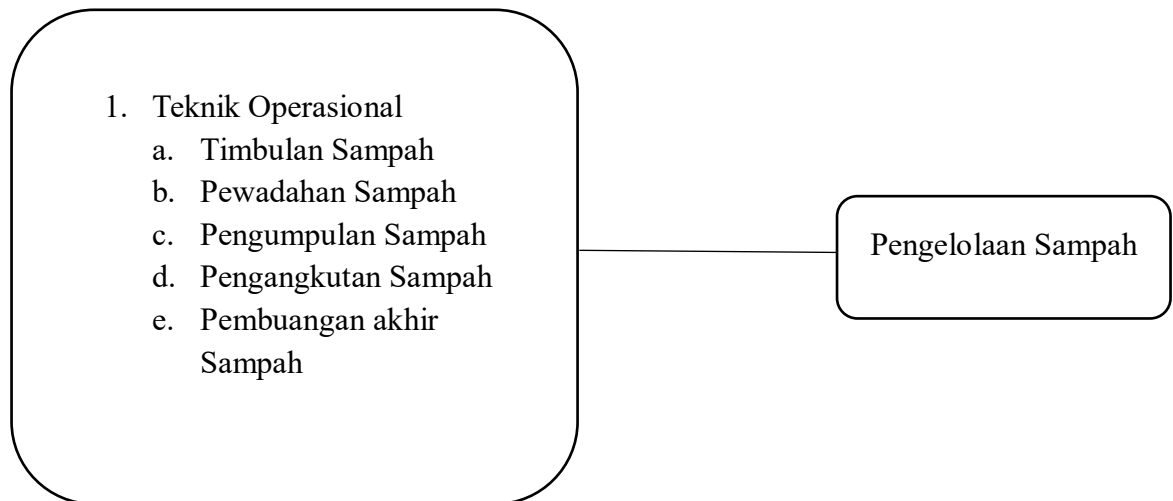 1. Teknik Operasional
a. Timbulan Sampah
b. Pewadahan Sampah
c. Pengumpulan Sampah
d. Pengangkutan Sampah
e. Pembuangan akhir
Sampah
Pengelolaan Sampah